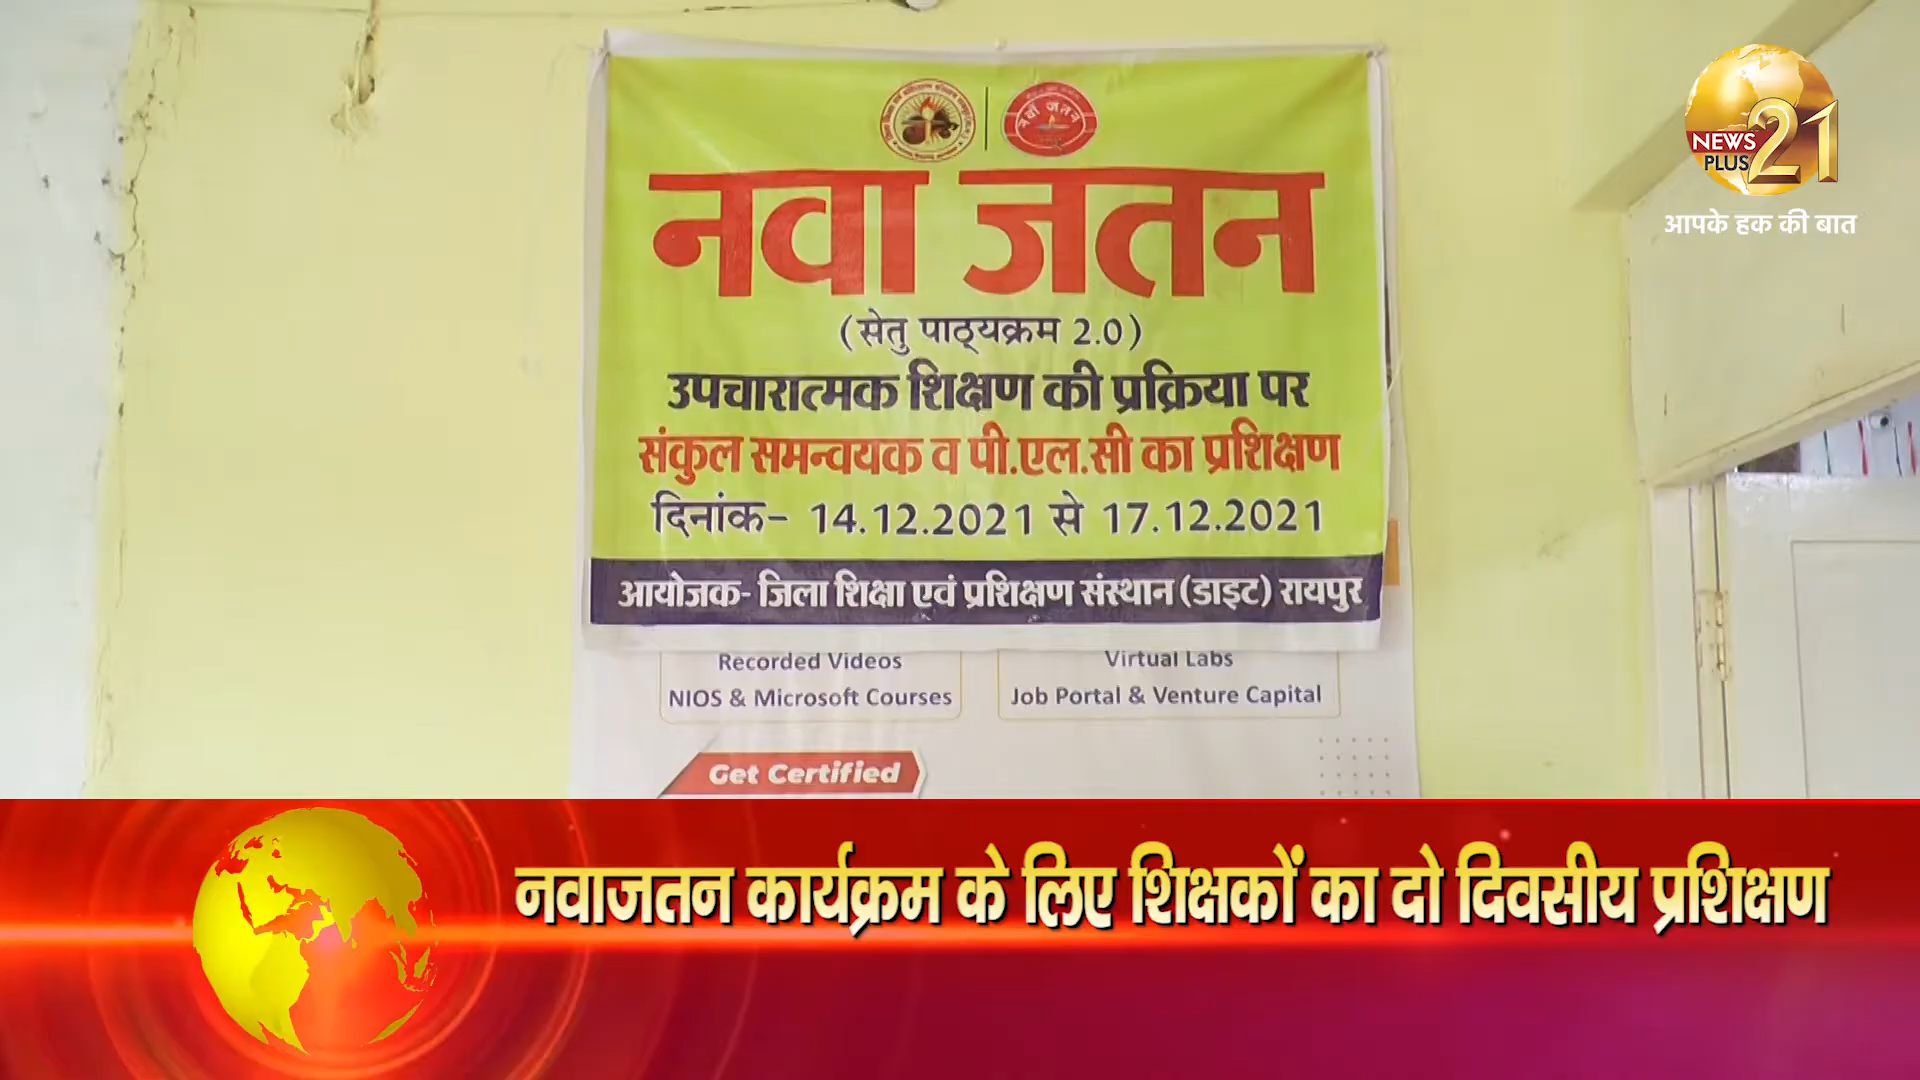 NEWS
PLUS 21
आपके हक की बात
नवा जतन
नवा जतन
(सेतु पाठ्यक्रम 2.0)
उपचारात्मक शिक्षण की प्रक्रिया पर
संकुल समन्वयक व पी.एल.सी का प्रशिक्षण
दिनांक- 14.12.2021 से 17.12.2021
आयोजक- जिला शिक्षा एवं प्रशिक्षण संस्थान (डाइट) रायपुर
Recorded Videos
NIOS & Microsoft Courses
Virtual Labs
Job Portal & Venture Capital
Get Certified
नवाजतन कार्यक्रम के लिए शिक्षकों का दो दिवसीय प्रशिक्षण